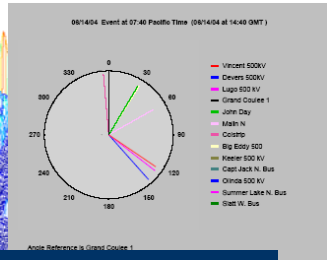 06/14/04 Event at 07:40 Pacific Time (06/14/04 at 14:40 GMT )
0
30
60
90
120
150
180
210
240
270
300
330
Vincent 500kV
Devers 500kV
Lugo 500 kV
Grand Coulee 1
John Day
Malin N
Colstrip
Big Eddy 500
Keeler 500 kV
Capt Jack N. Bus
Olinda 500 kV
Summer Lake N. Bus
Slatt W. Bus
Angle Reference is Grand Coulee 1